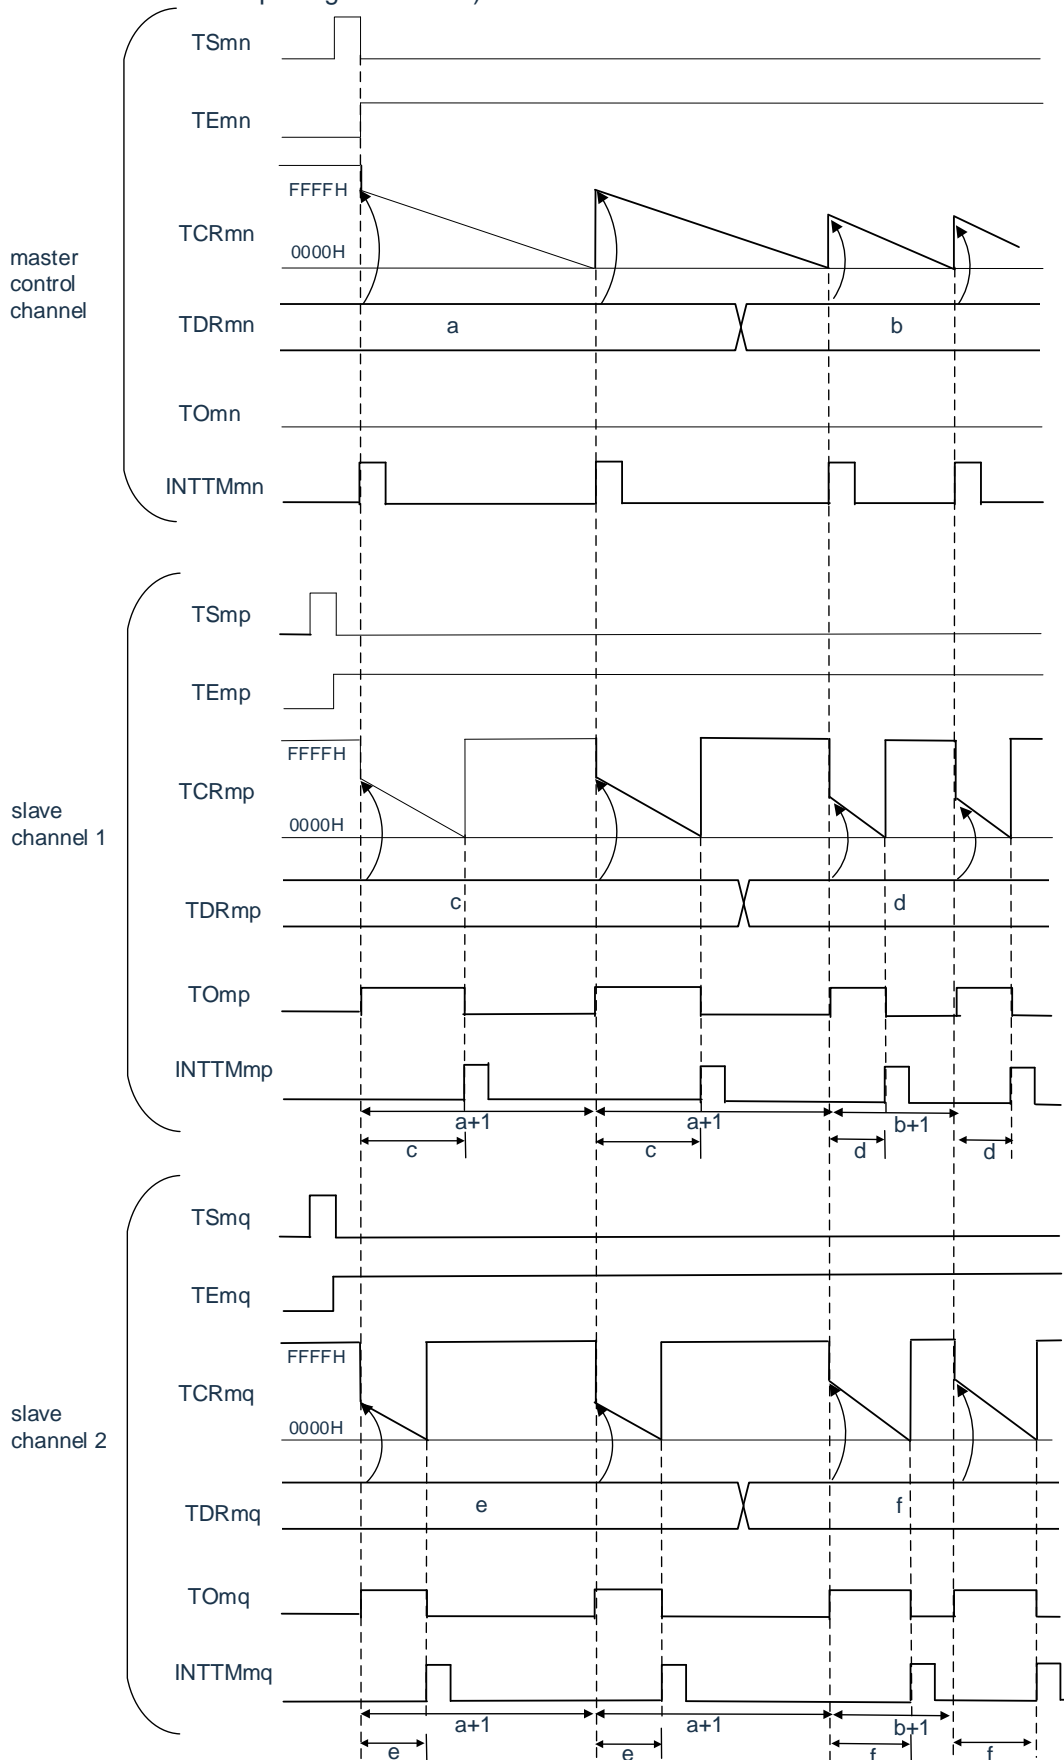 TSmn
TEmn
FFFFH
TCRmn
0000H
master
control
channel
TDRmn
a
b
TOmn
INTTMmn
TSmp
TEmp
FFFFH
TCRmp
0000H
slave
channel 1
TDRmp
c
d
TOmp
INTTMmp
a+1
a+1
b+1
c
c
d
d
TSmq
TEmq
FFFFH
TCRmq
0000H
slave
channel 2
TDRmq
e
f
TOmq
INTTMmq
a+1
a+1
b+1
e
e
f
f